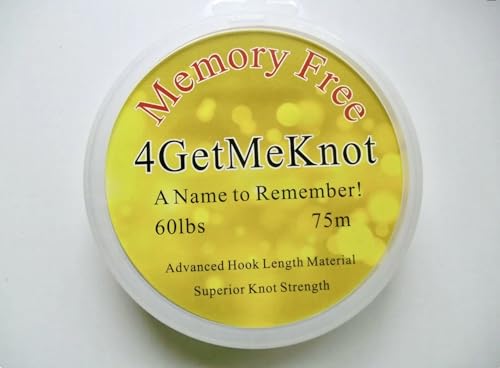 Memory Free
4GetMeKnot
A Name to Remember!
60lbs 75m
Advanced Hook Length Material
Superior Knot Strength